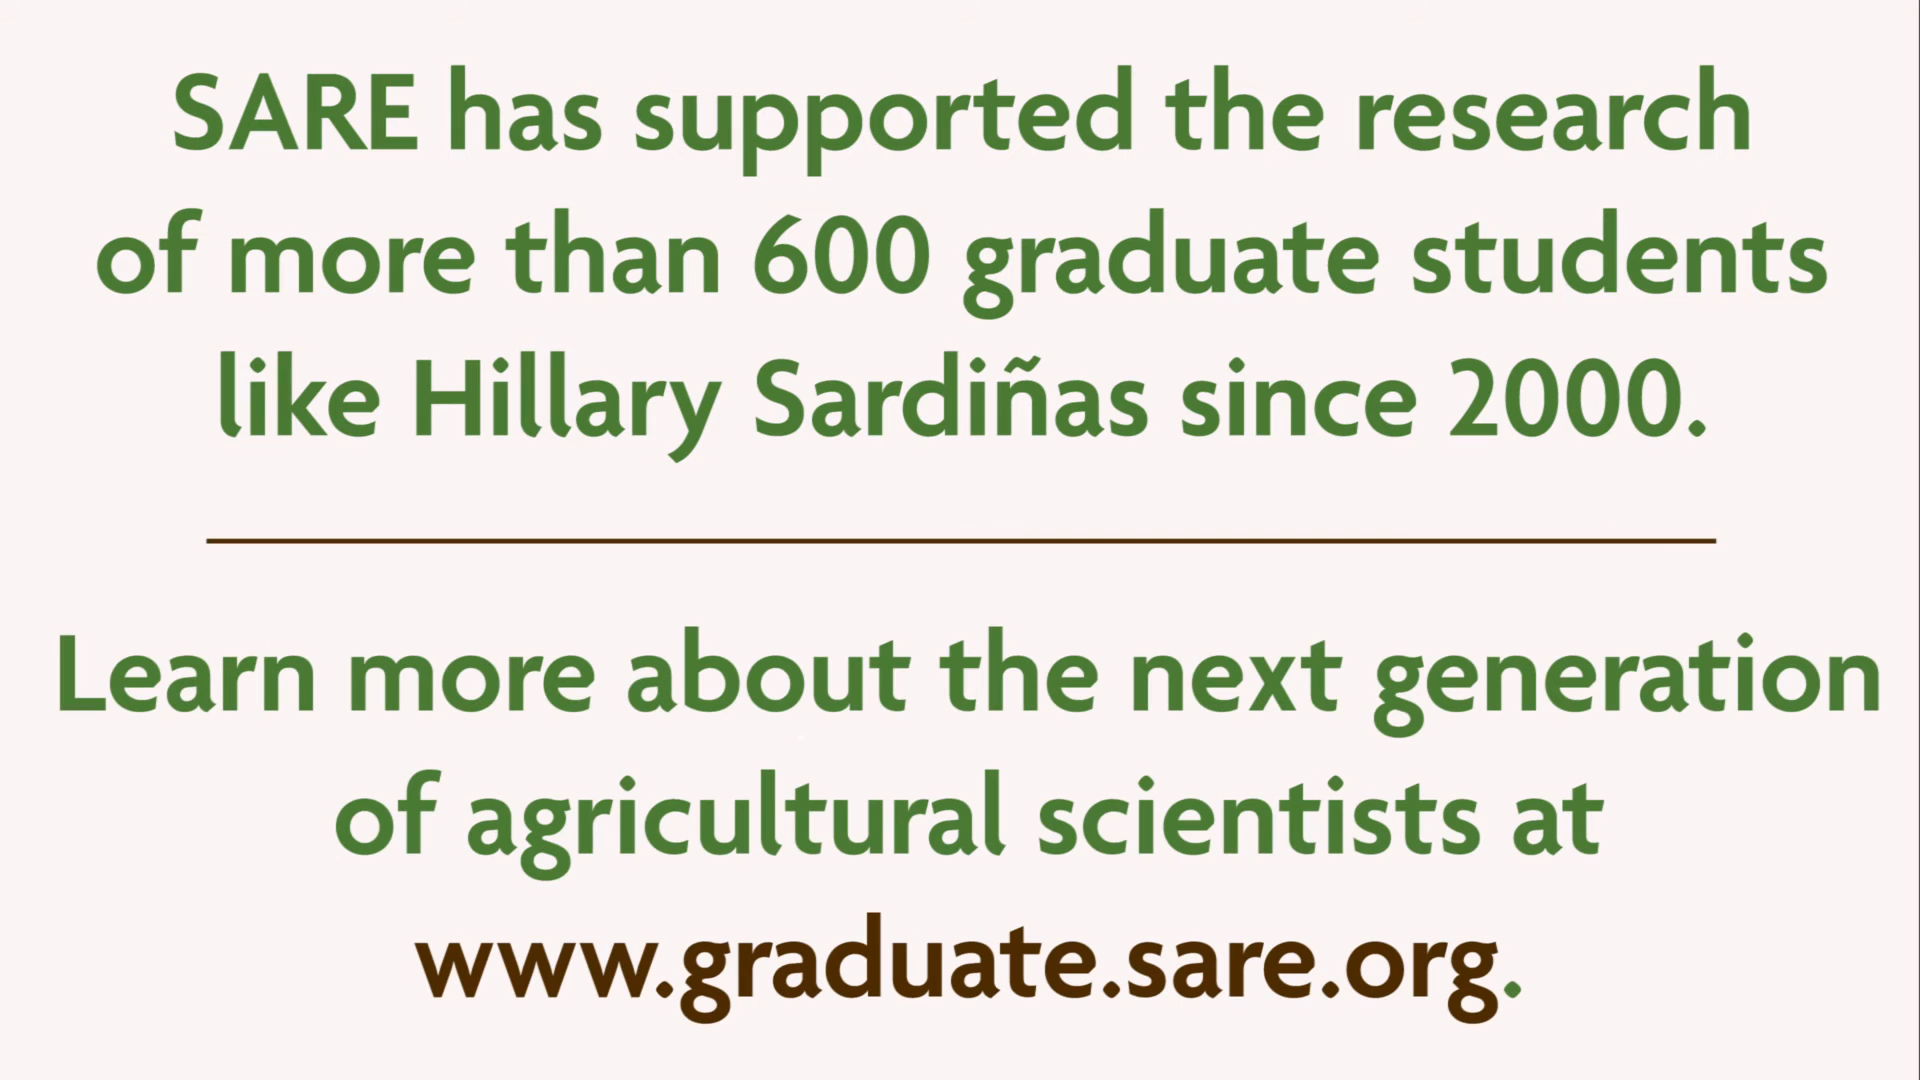 SARE has supported the research
of more than 600 graduate students
like Hillary Sardiñas since 2000.
Learn more about the next generation
of agricultural scientists at
www.graduate.sare.org.